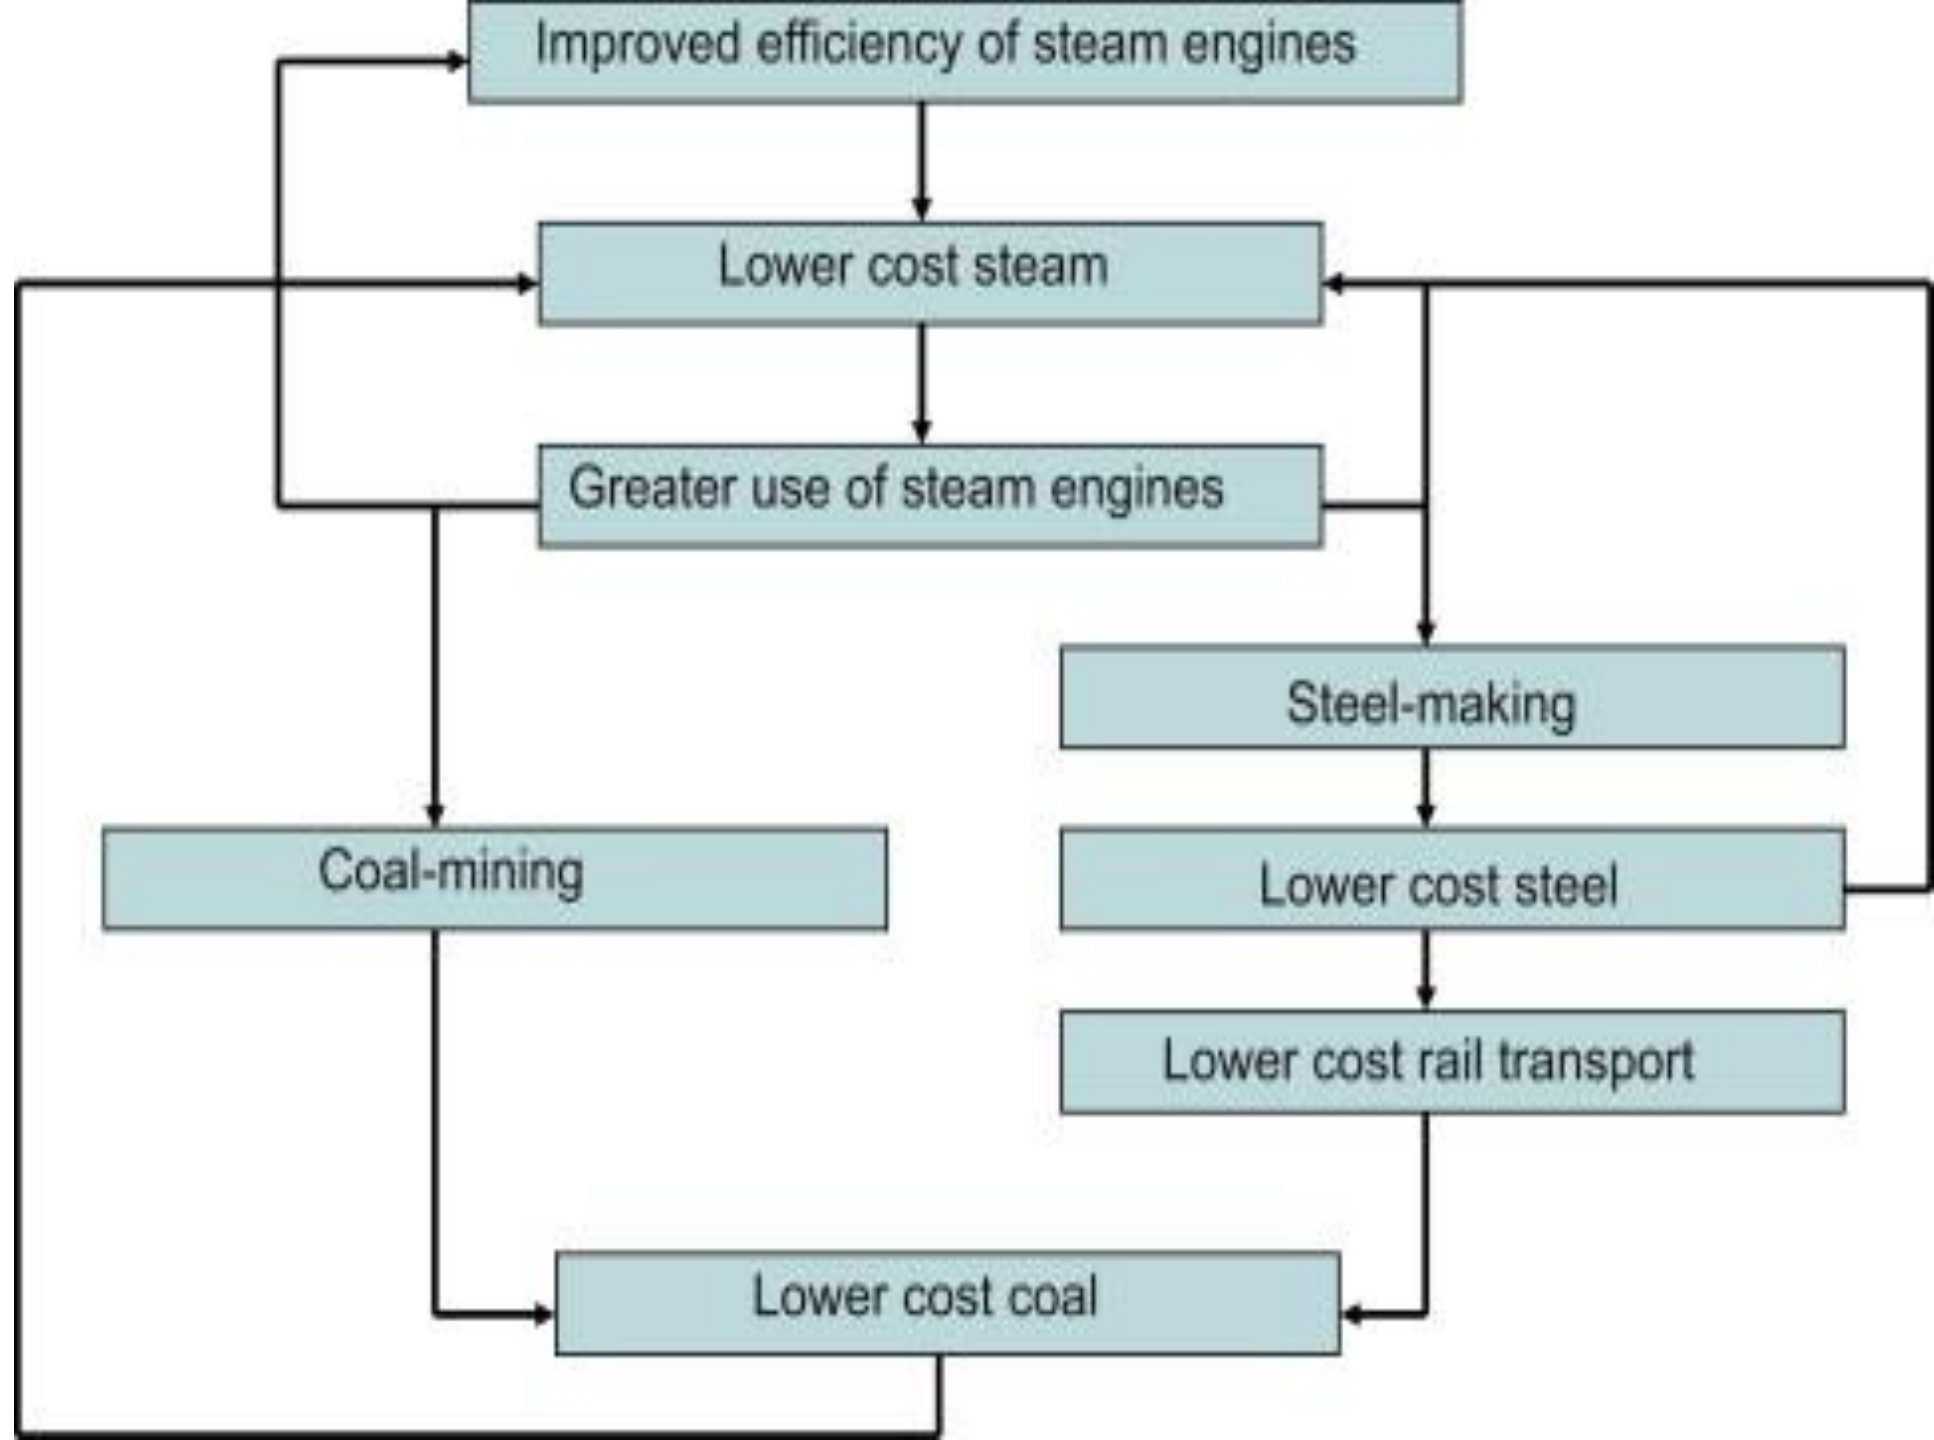 Improved efficiency of steam engines
Lower cost steam
Greater use of steam engines
Steel-making
Coal-mining
Lower cost steel
Lower cost rail transport
Lower cost coal